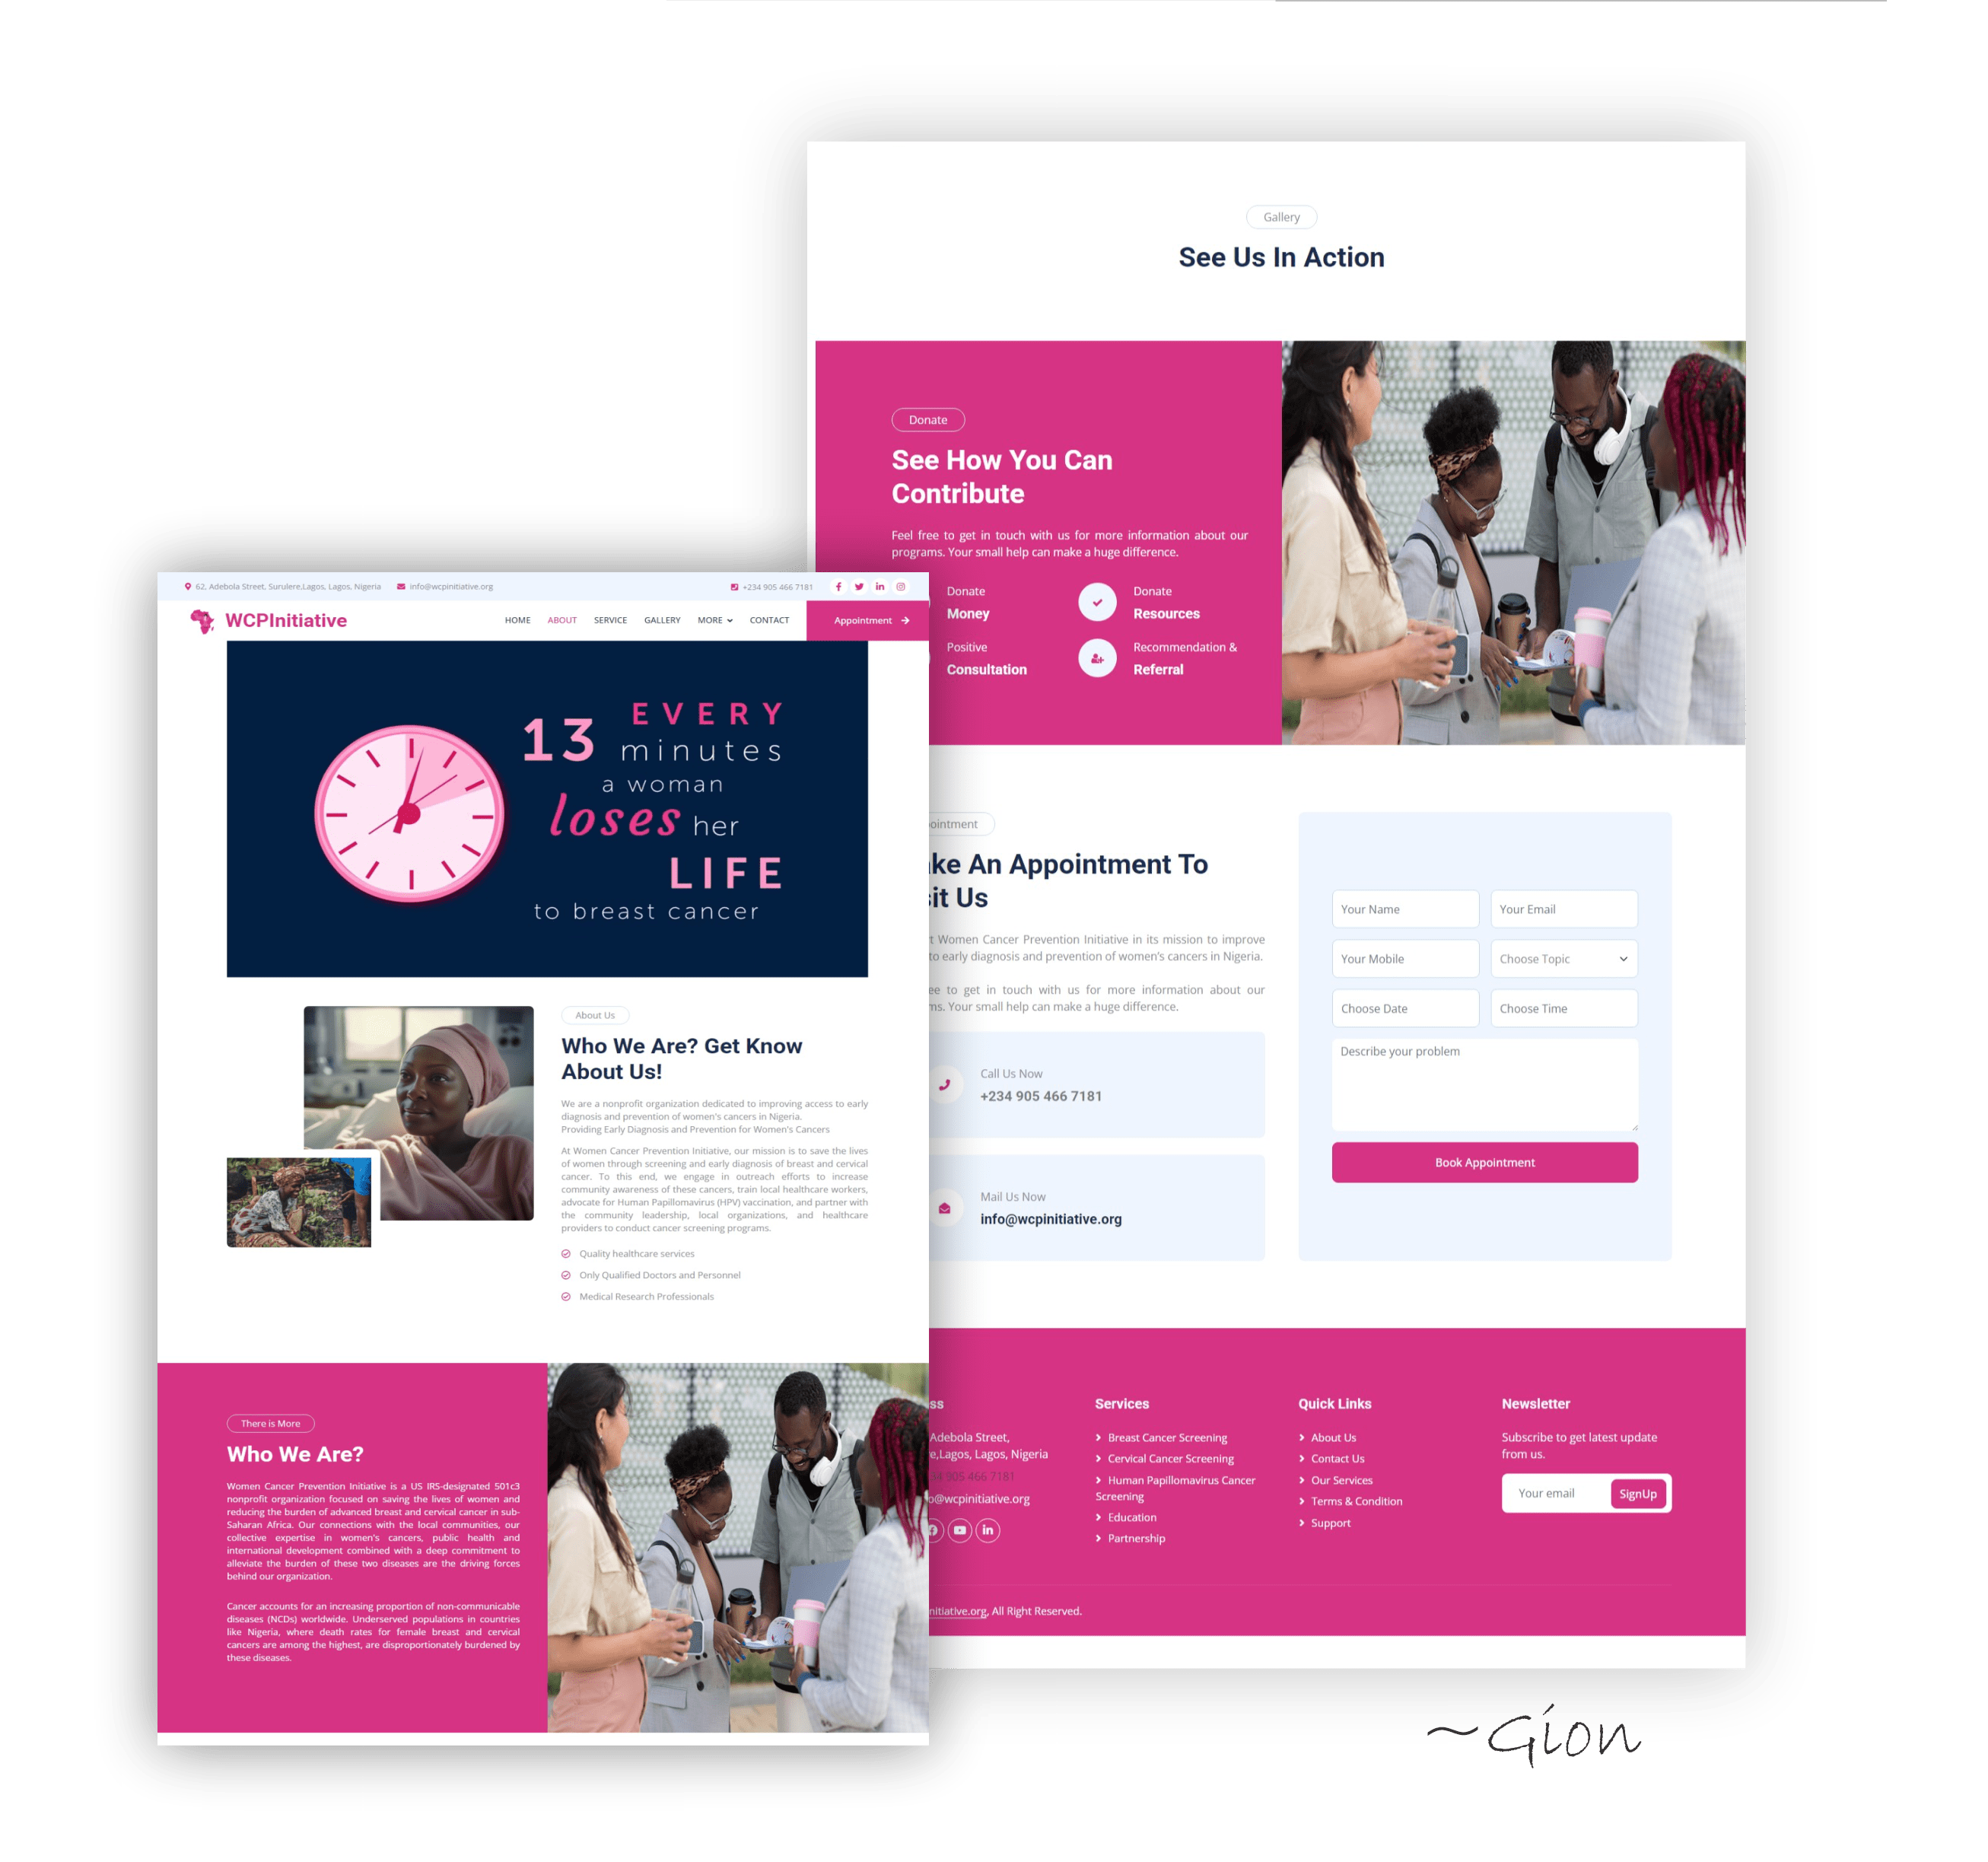 62, Adebola Street, Surulere,Lagos, Lagos, Nigeria info@wcpinitiative.org +234 905 466 7181
WCPInitiative HOME ABOUT SERVICE GALLERY MORE CONTACT Appointment
EVERY
13 minutes
a woman
loses her
LIFE
to breast cancer
About Us
Who We Are? Get Know
About Us!
We are a nonprofit organization dedicated to improving access to early
diagnosis and prevention of women's cancers in Nigeria.
Providing Early Diagnosis and Prevention for Women's Cancers
At Women Cancer Prevention Initiative, our mission is to save the lives
of women through screening and early diagnosis of breast and cervical
cancer. To this end, we engage in outreach efforts to increase
community awareness of these cancers, train local healthcare workers,
advocate for Human Papillomavirus (HPV) vaccination, and partner with
the community leadership, local organizations, and healthcare
providers to conduct cancer screening programs.
Quality healthcare services
Only Qualified Doctors and Personnel
Medical Research Professionals
There is More
Who We Are?
Women Cancer Prevention Initiative is a US IRS-designated 501c3
nonprofit organization focused on saving the lives of women and
reducing the burden of advanced breast and cervical cancer in sub-
Saharan Africa. Our connections with the local communities, our
collective expertise in women's cancers, public health and
international development combined with a deep commitment to
alleviate the burden of these two diseases are the driving forces
behind our organization.
Cancer accounts for an increasing proportion of non-communicable
diseases (NCDs) worldwide. Underserved populations in countries
like Nigeria, where death rates for female breast and cervical
cancers are among the highest, are disproportionately burdened by
these diseases.
Gallery
See Us In Action
Donate
See How You Can
Contribute
Feel free to get in touch with us for more information about our
programs. Your small help can make a huge difference.
Donate
Money
Donate
Resources
Positive
Consultation
Recommendation &
Referral
ointment
ke An Appointment To
it Us
t Women Cancer Prevention Initiative in its mission to improve
to early diagnosis and prevention of women's cancers in Nigeria.
ee to get in touch with us for more information about our
ms. Your small help can make a huge difference.
Call Us Now
+234 905 466 7181
Mail Us Now
info@wcpinitiative.org
Your Name Your Email
Your Mobile Choose Topic
Choose Date Choose Time
Describe your problem
Book Appointment
ss
Adebola Street,
e,Lagos, Lagos, Nigeria
34 905 466 7181
o@wcpinitiative.org
Services
Breast Cancer Screening
Cervical Cancer Screening
Human Papillomavirus Cancer
Screening
Education
Partnership
Quick Links
About Us
Contact Us
Our Services
Terms & Condition
Support
Newsletter
Subscribe to get latest update
from us.
Your email SignUp
nitiative.org, All Right Reserved.
~Gion